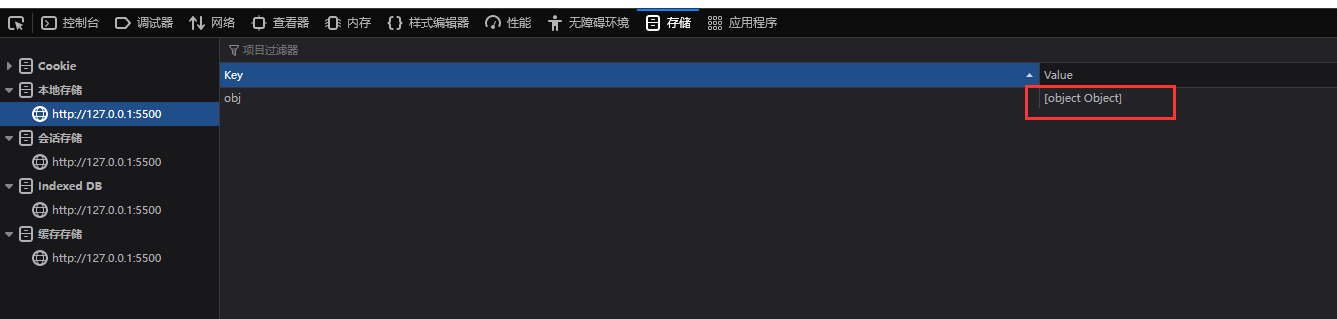 控制台 调试器 网络 查看器 内存 样式编辑器 性能 无障碍环境 存储 应用程序
项目过滤器
Cookie
Key Value
本地存储
obj [object Object]
http://127.0.0.1:5500
会话存储
http://127.0.0.1:5500
Indexed DB
http://127.0.0.1:5500
缓存存储
http://127.0.0.1:5500